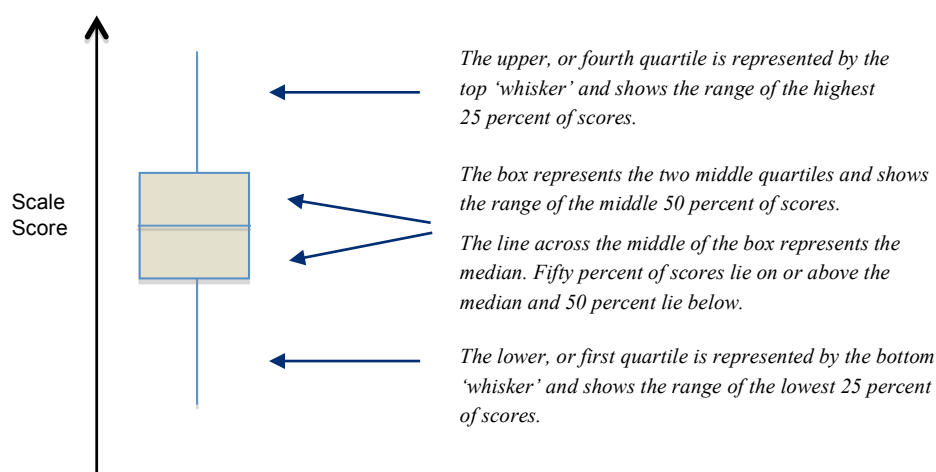 The upper, or fourth quartile is represented by the
top ‘whisker’ and shows the range of the highest
25 percent of scores.
The box represents the two middle quartiles and shows
the range of the middle 50 percent of scores.
Scale
Score
The line across the middle of the box represents the
median. Fifty percent of scores lie on or above the
median and 50 percent lie below.
The lower, or first quartile is represented by the bottom
‘whisker’ and shows the range of the lowest 25 percent
of scores.